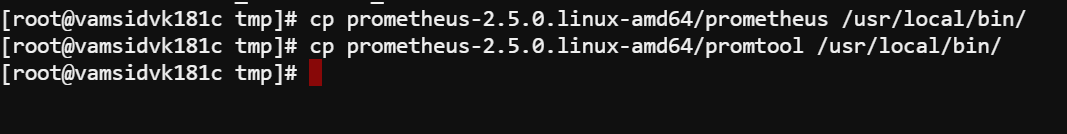 [root@vamsidvk181c tmp]# cp prometheus-2.5.0.linux-amd64/prometheus /usr/local/bin/
[root@vamsidvk181c tmp]# cp prometheus-2.5.0.linux-amd64/promtool /usr/local/bin/
[root@vamsidvk181c tmp]#